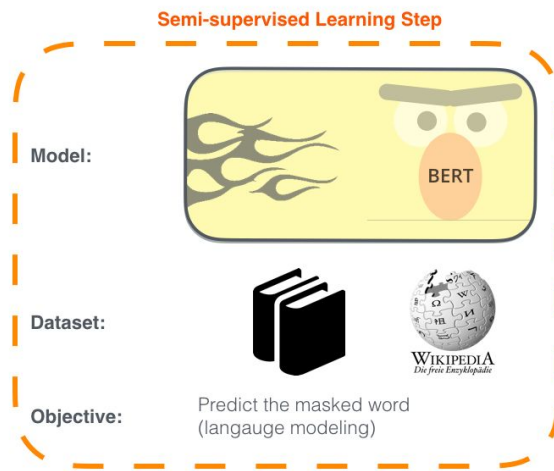 Semi-supervised Learning Step
Model:
BERT
Dataset:
WIKIPEDIA
Die freie Enzyklopädie
Objective:
Predict the masked word
(langauge modeling)